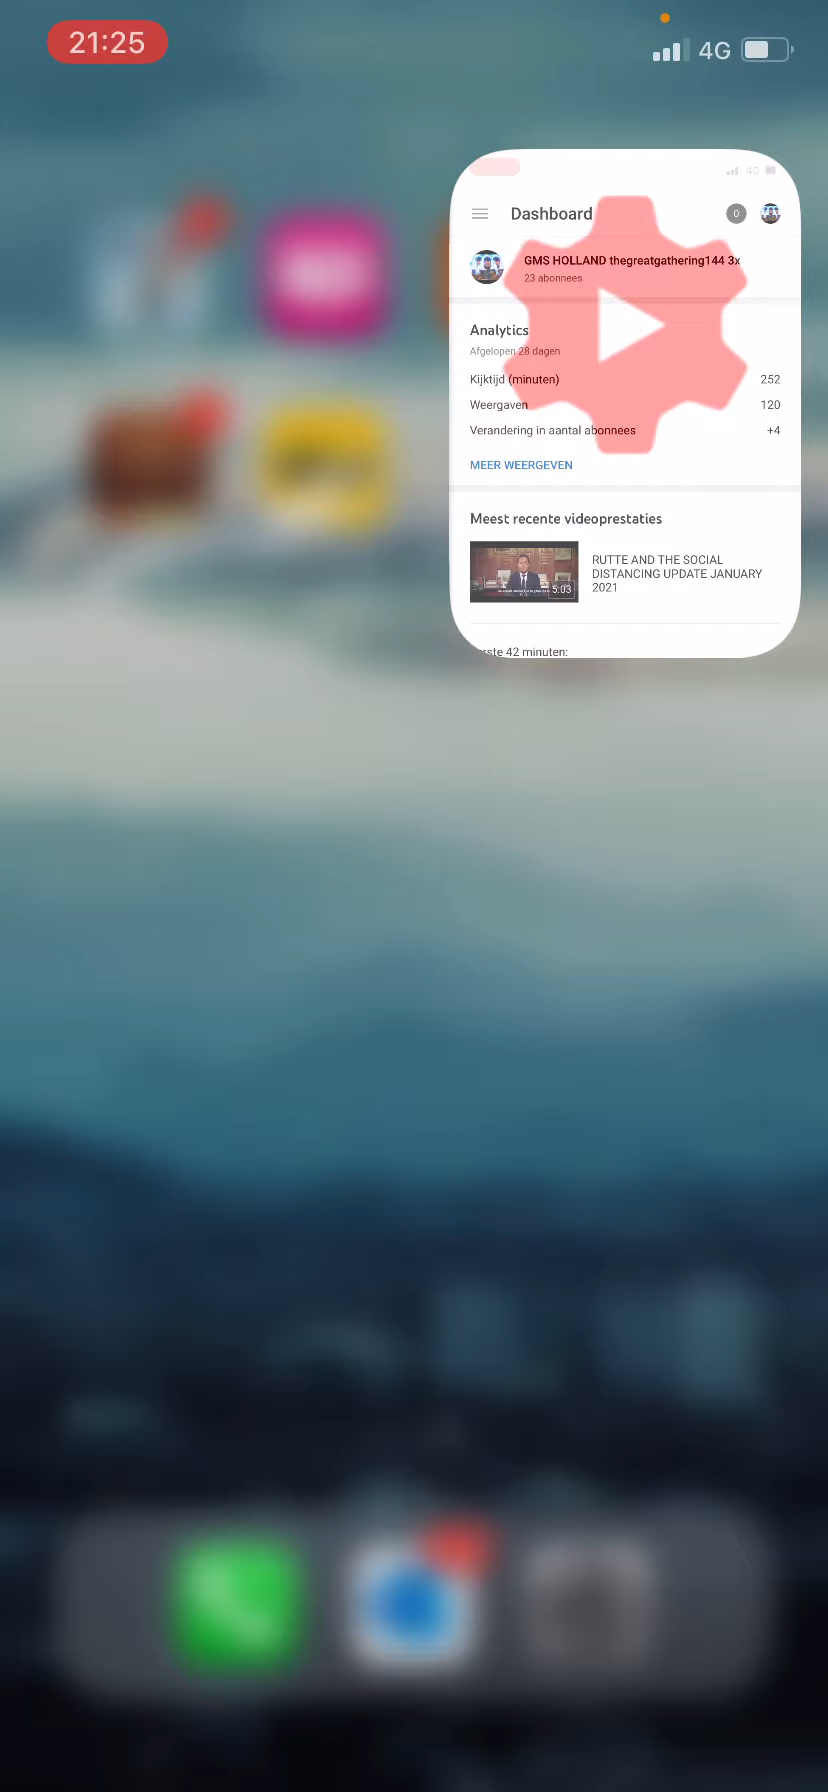 21:25
4G
4G
Dashboard
0
GMS HOLLAND thegreatgathering144 3x
23 abonnees
Analytics
Afgelopen 28 dagen
Kijktijd (minuten) 252
Weergaven 120
Verandering in aantal abonnees +4
MEER WEERGEVEN
Meest recente videoprestaties
RUTTE AND THE SOCIAL
DISTANCING UPDATE JANUARY
2021
5:03
42 minuten: